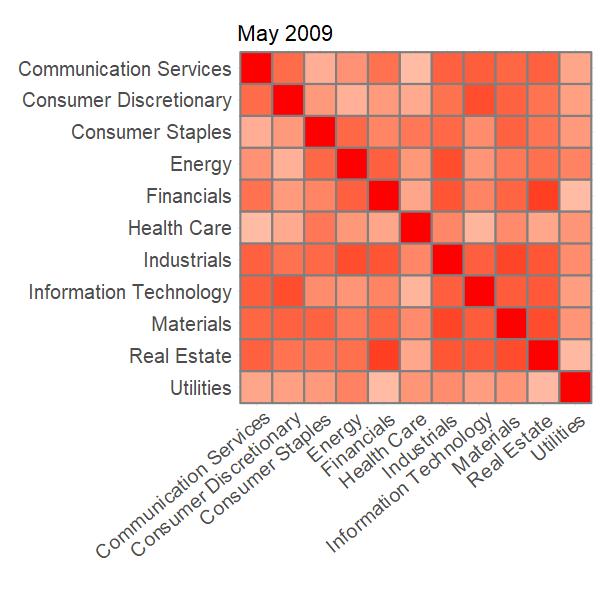 May 2009
Communication Services
Consumer Discretionary
Consumer Staples
Energy
Financials
Health Care
Industrials
Information Technology
Materials
Real Estate
Utilities
Communication Services
Consumer Discretionary
Consumer Staples
Energy
Financials
Health Care
Industrials
Information Technology
Materials
Real Estate
Utilities